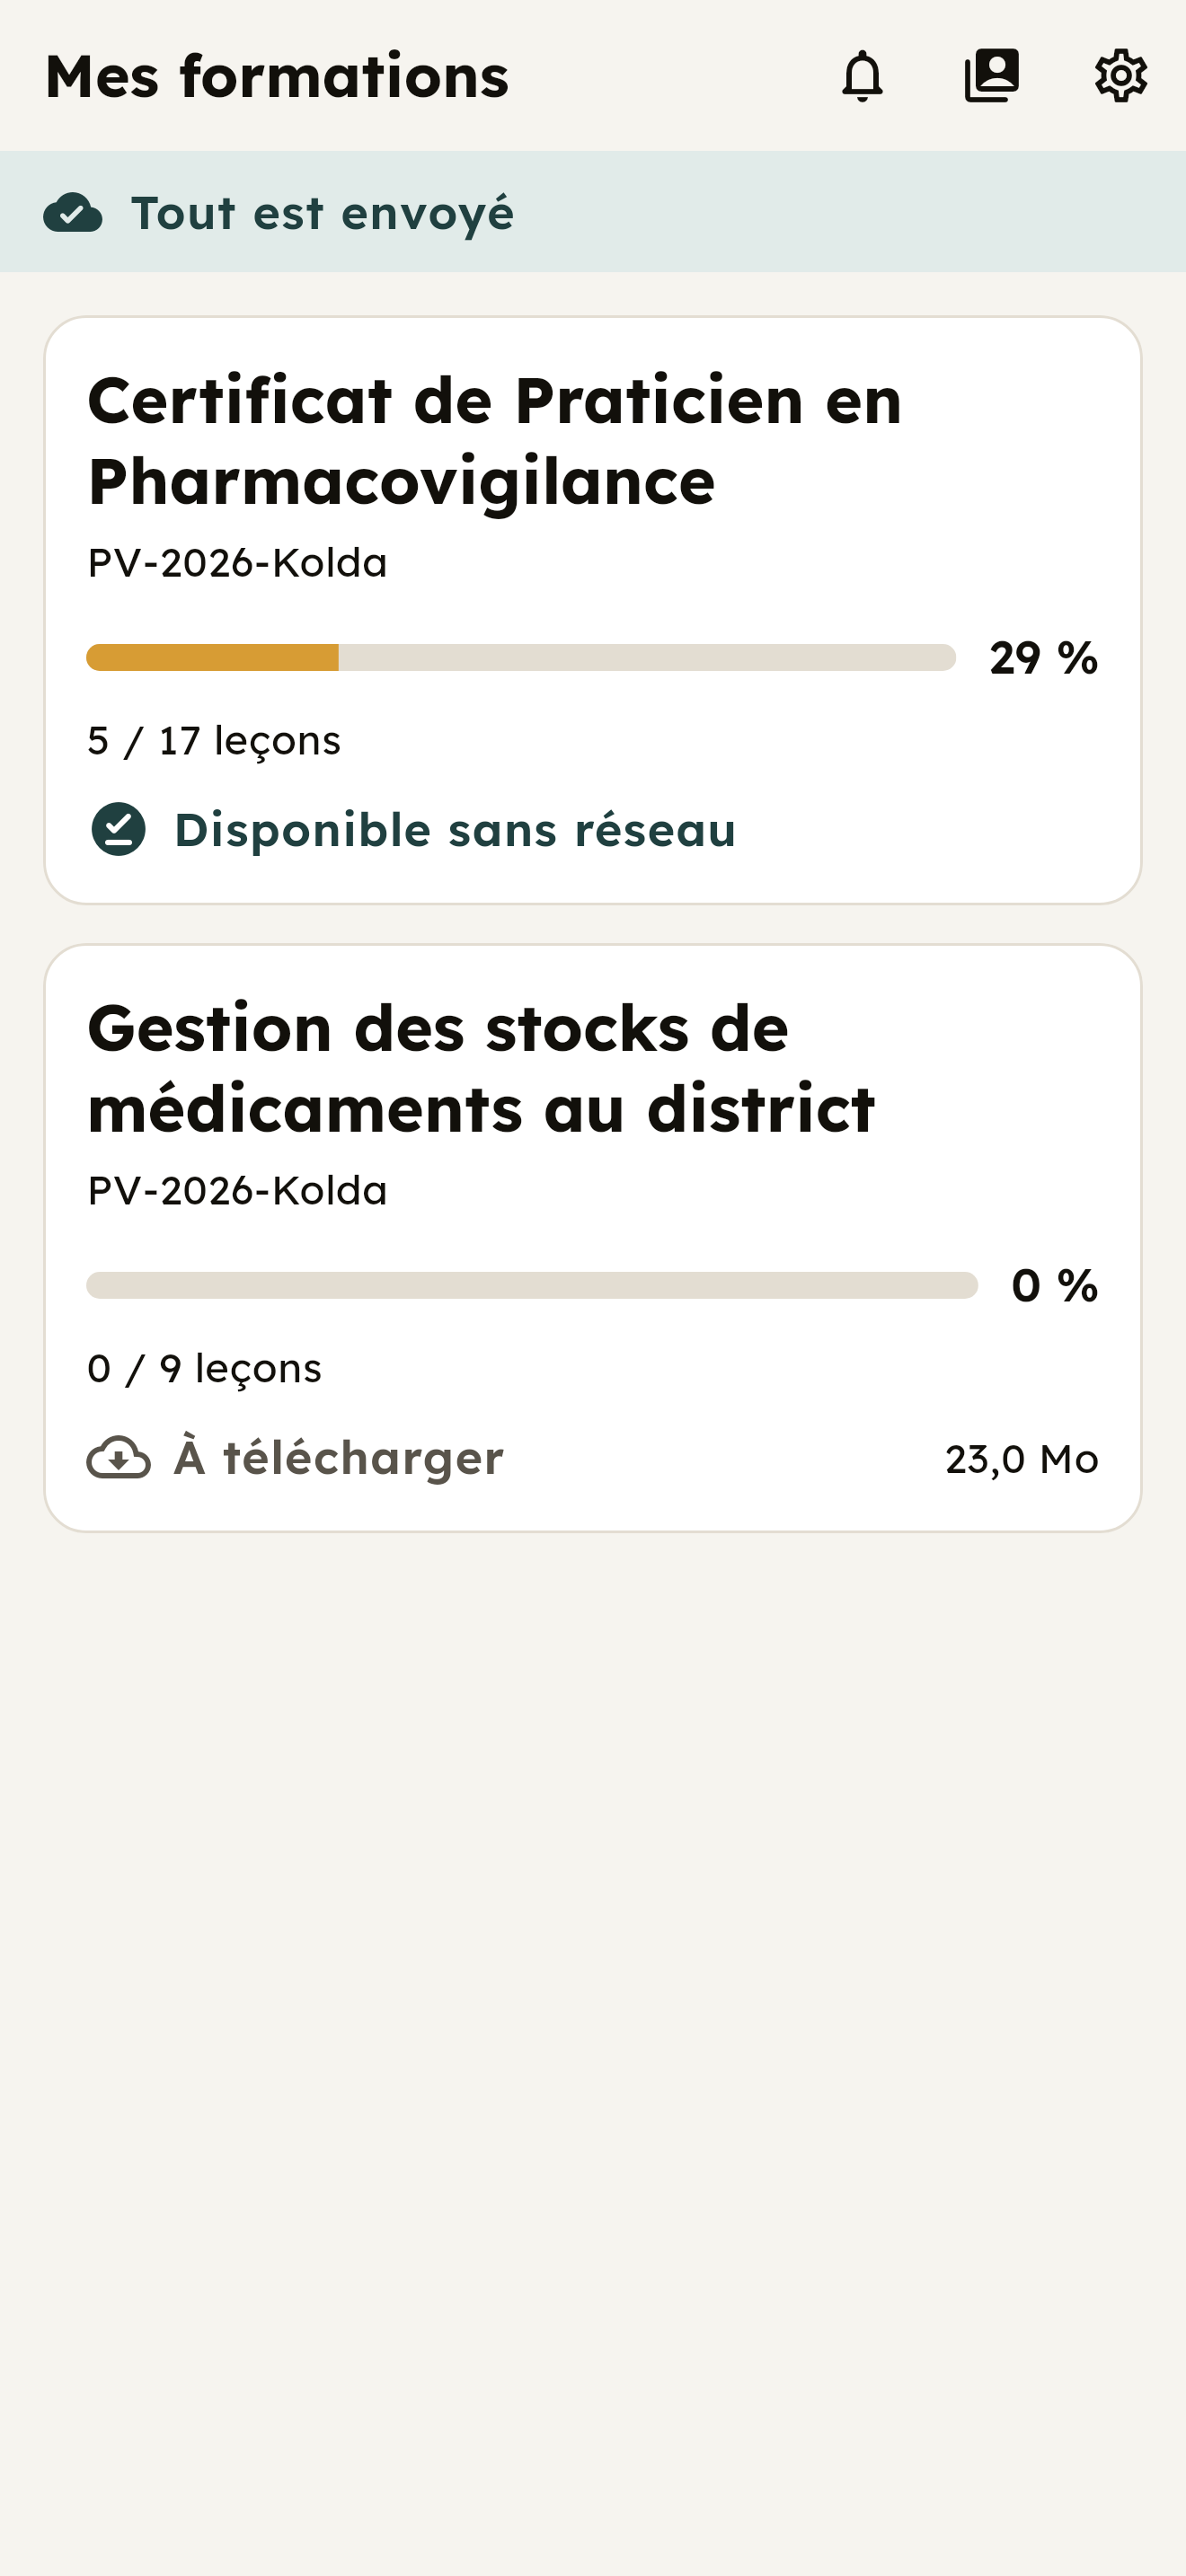 Mes formations
Tout est envoyé
Certificat de Praticien en
Pharmacovigilance
PV-2026-Kolda
29 %
5 / 17 leçons
Disponible sans réseau
Gestion des stocks de
médicaments au district
PV-2026-Kolda
0 %
0 / 9 leçons
À télécharger 23,0 Mo